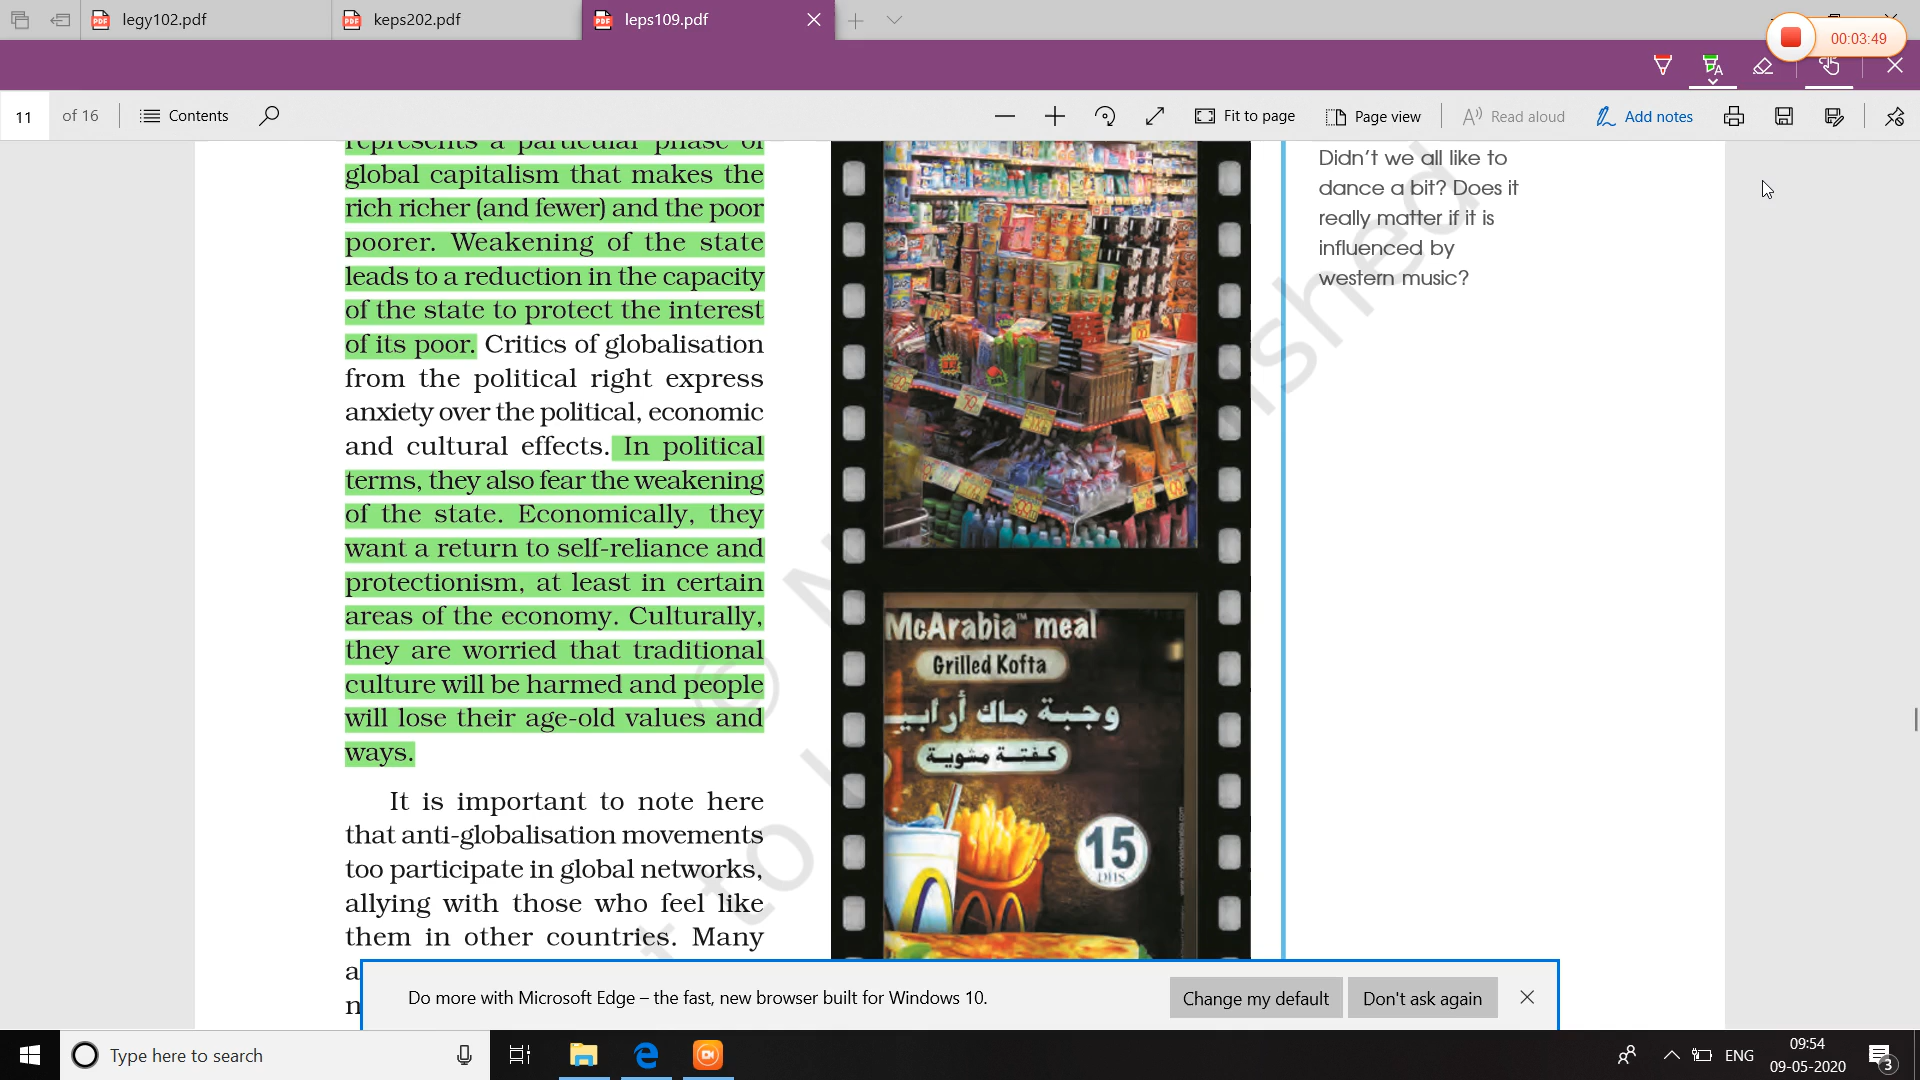 legy102.pdf
keps202.pdf
leps109.pdf
00:03:49
11 of 16
Contents
Fit to page
Page view
Read aloud
Add notes
represents a particular phase of
global capitalism that makes the
rich richer (and fewer) and the poor
poorer. Weakening of the state
leads to a reduction in the capacity
of the state to protect the interest
of its poor. Critics of globalisation
from the political right express
anxiety over the political, economic
and cultural effects. In political
terms, they also fear the weakening
of the state. Economically, they
want a return to self-reliance and
protectionism, at least in certain
areas of the economy. Culturally,
they are worried that traditional
culture will be harmed and people
will lose their age-old values and
ways.
It is important to note here
that anti-globalisation movements
too participate in global networks,
allying with those who feel like
them in other countries. Many
a
n
McArabia™ meal
Grilled Kofta
وجبة ماك أرابيـ
كفتة مشوية
15
DHS
Didn't we all like to
dance a bit? Does it
really matter if it is
influenced by
western music?
Do more with Microsoft Edge – the fast, new browser built for Windows 10.
Change my default
Don't ask again
Type here to search
ENG
09:54
09-05-2020
3